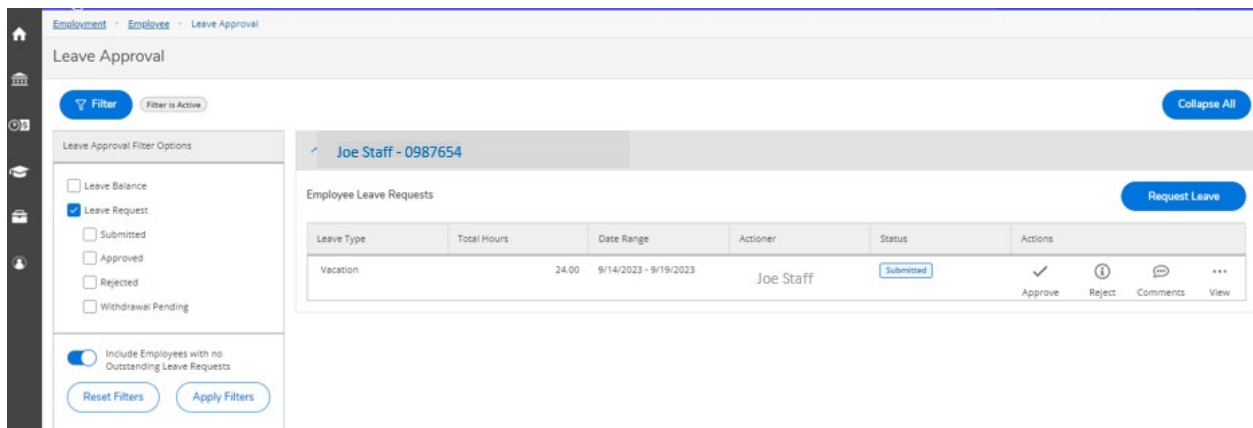 Employment · Employee · Leave Approval
Leave Approval
Filter
Filter is Active
Collapse All
Leave Approval Filter Options
Leave Balance
Leave Request
Submitted
Approved
Rejected
Withdrawal Pending
Include Employees with no
Outstanding Leave Requests
Reset Filters Apply Filters
Joe Staff - 0987654
Employee Leave Requests
Request Leave
Leave Type Total Hours Date Range Actioner Status Actions
Vacation 24.00 9/14/2023 - 9/19/2023 Joe Staff Submitted
Approve Reject Comments View